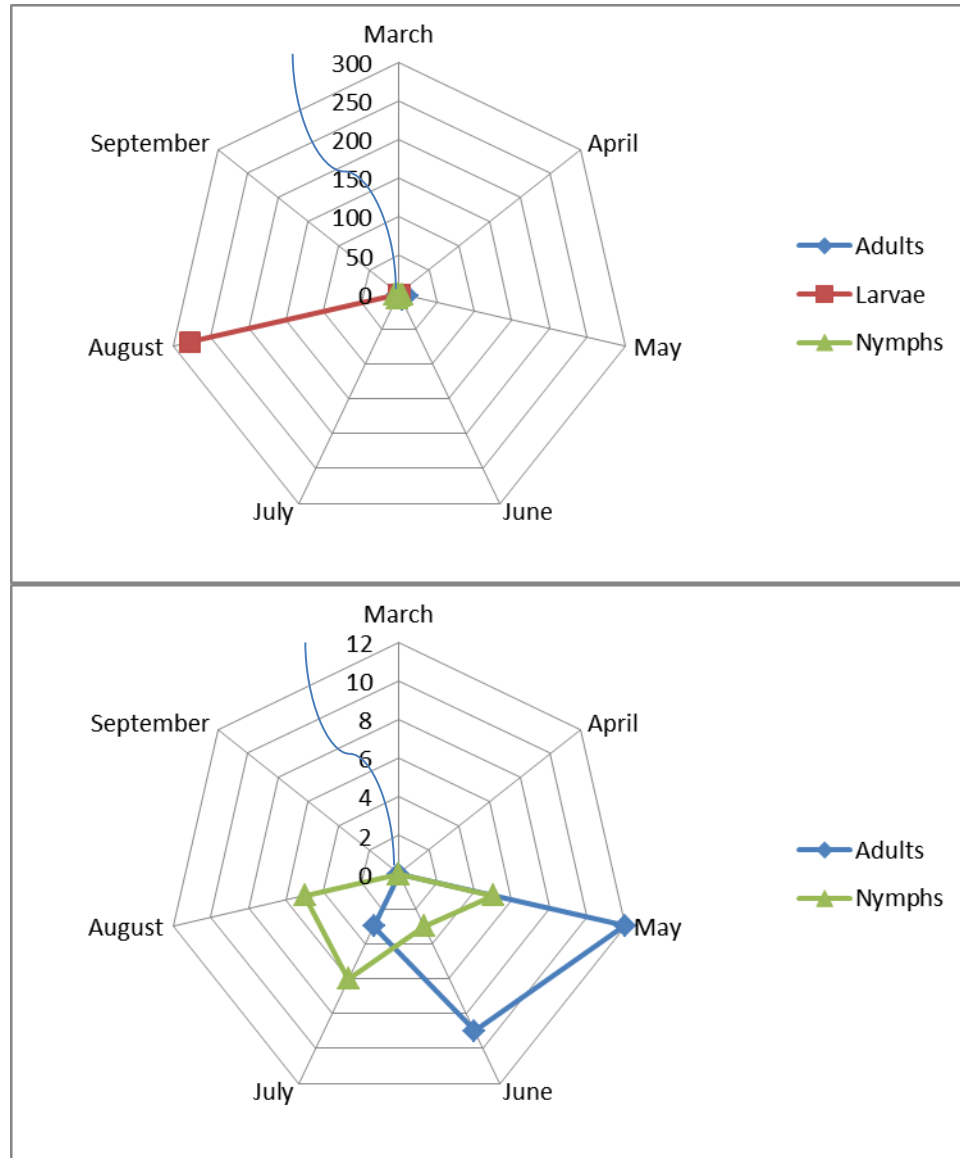 March
300
250
200
150
100
50
0
April
May
June
July
August
September
Adults
Larvae
Nymphs
March
12
10
8
6
4
2
0
April
May
June
July
August
September
Adults
Nymphs